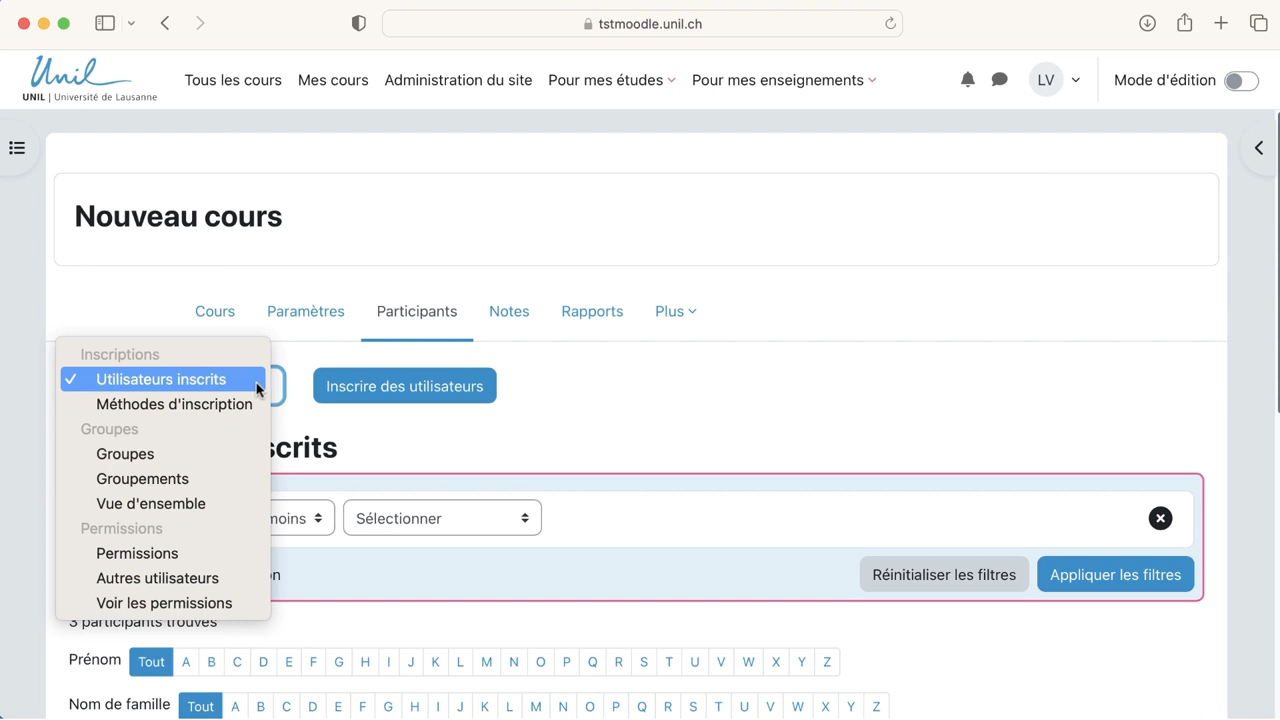 tstmoodle.unil.ch
Unil
UNIL | Université de Lausanne
Tous les cours Mes cours Administration du site Pour mes études Pour mes enseignements LV Mode d'édition
Nouveau cours
Cours Paramètres Participants Notes Rapports Plus
Inscriptions
Utilisateurs inscrits
Méthodes d'inscription
Groupes
Groupes
Groupements
Vue d'ensemble
Permissions
Permissions
Autres utilisateurs
Voir les permissions
Inscrire des utilisateurs
scrits
moins Sélectionner
on Réinitialiser les filtres Appliquer les filtres
3 participants trouvés
Prénom Tout A B C D E F G H I J K L M N O P Q R S T U V W X Y Z
Nom de famille Tout A B C D E F G H I J K L M N O P Q R S T U V W X Y Z